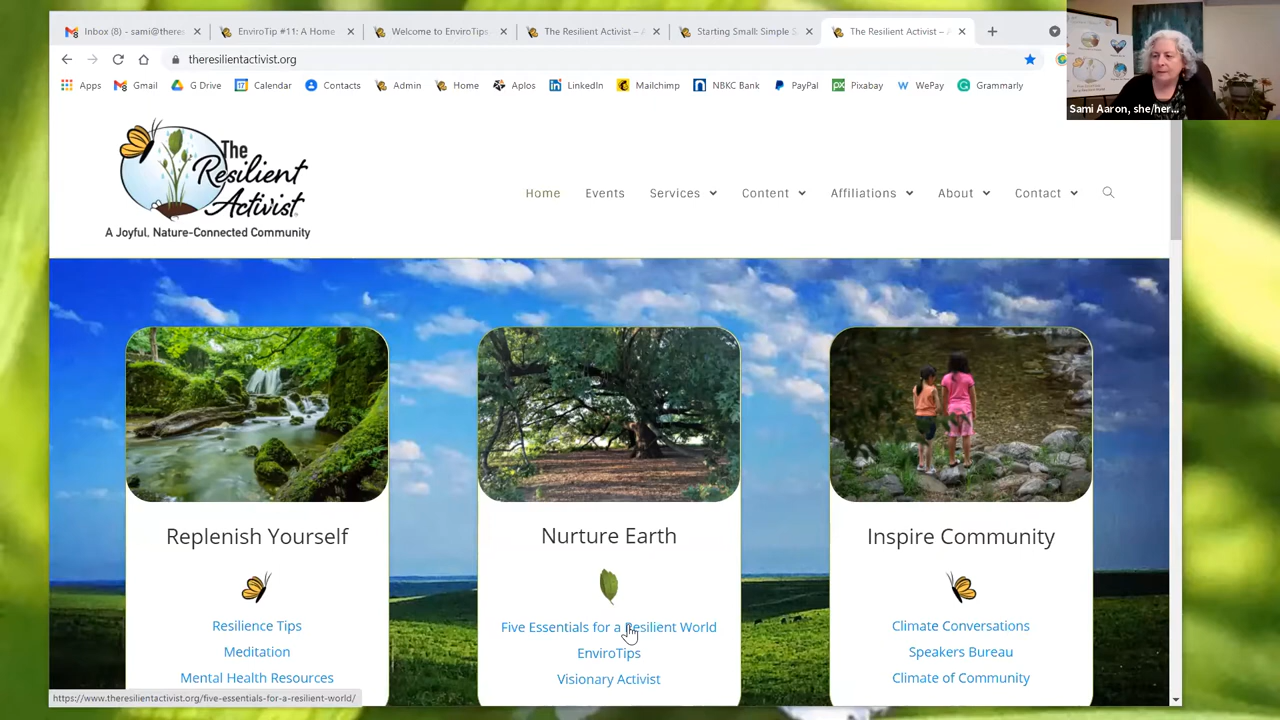 Inbox (8) - sami@theres
EnviroTip #11: A Home
Welcome to EnviroTips
The Resilient Activist – A
Starting Small: Simple S
The Resilient Activist – A
theresilientactivist.org
Apps Gmail G Drive Calendar Contacts Admin Home Aplos LinkedIn Mailchimp NBKC Bank PayPal Pixabay WePay Grammarly
Sami Aaron, she/her...
The
Resilient
Activist
A Joyful, Nature-Connected Community
Home Events Services Content Affiliations About Contact
Replenish Yourself
Resilience Tips
Meditation
Mental Health Resources
Nurture Earth
Five Essentials for a Resilient World
EnviroTips
Visionary Activist
Inspire Community
Climate Conversations
Speakers Bureau
Climate of Community
https://www.theresilientactivist.org/five-essentials-for-a-resilient-world/